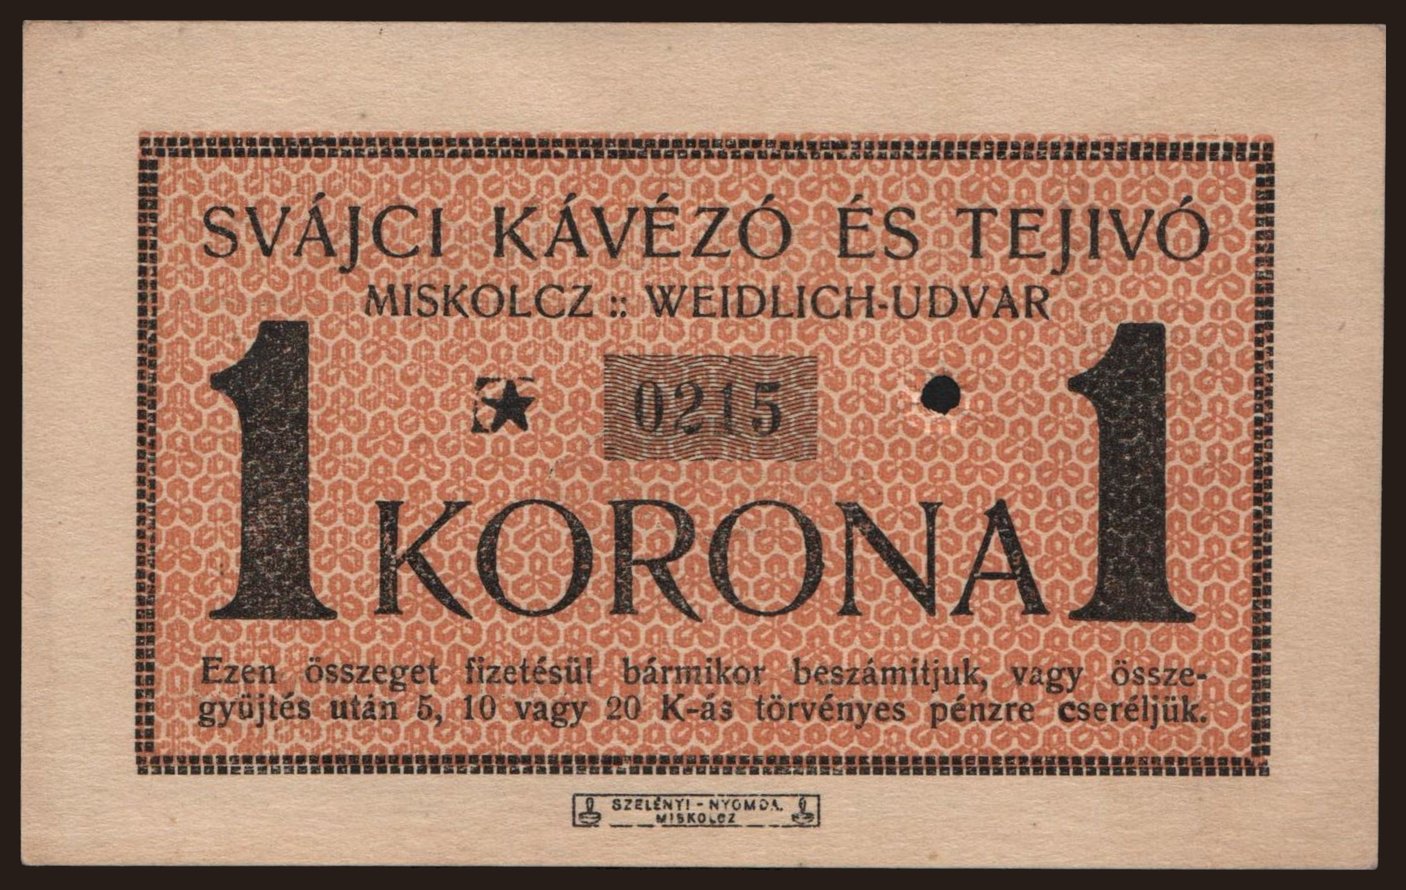 SVÁJCI KÁVÉZÓ ÉS TEJIVÓ
MISKOLCZ :: WEIDLICH-UDVAR
1 0215 1
KORONA
Ezen összeget fizetésül bármikor beszámitjuk, vagy össze-
gyüjtés után 5, 10 vagy 20 K-ás törvényes pénzre cseréljük.
SZELÉNYI - NYOMDA.
MISKOLCZ